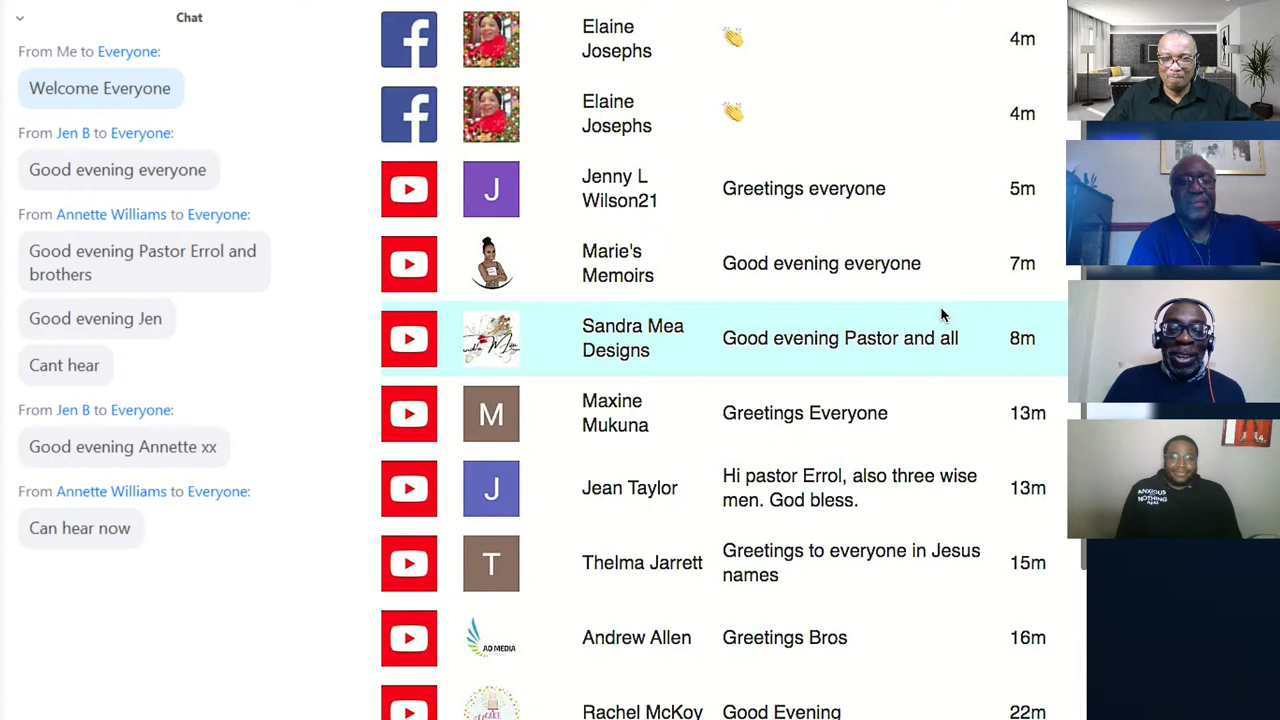 Chat
From Me to Everyone:
Welcome Everyone
From Jen B to Everyone:
Good evening everyone
From Annette Williams to Everyone:
Good evening Pastor Errol and
brothers
Good evening Jen
Cant hear
From Jen B to Everyone:
Good evening Annette xx
From Annette Williams to Everyone:
Can hear now
Elaine
Josephs
👏
4m
Elaine
Josephs
👏
4m
J
Jenny L
Wilson21
Greetings everyone
5m
Marie's
Memoirs
Good evening everyone
7m
Sandra Mea
Designs
Good evening Pastor and all
8m
M
Maxine
Mukuna
Greetings Everyone
13m
J
Jean Taylor
Hi pastor Errol, also three wise
men. God bless.
13m
T
Thelma Jarrett
Greetings to everyone in Jesus
names
15m
AO MEDIA
Andrew Allen
Greetings Bros
16m
Rachel McKoy
Good Evening
22m
ANXIOUS
NOTHING